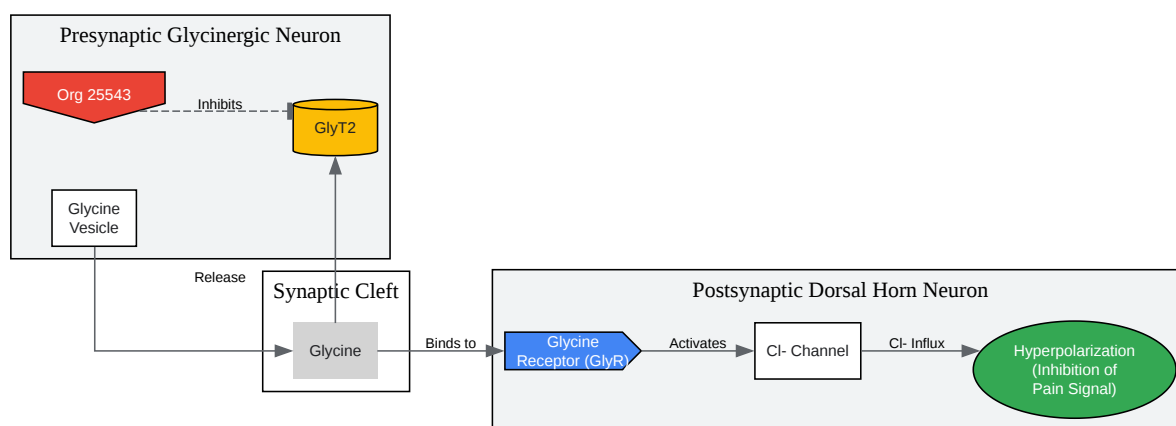 Presynaptic Glycinergic Neuron
Org 25543
Inhibits
GlyT2
Glycine
Vesicle
Release
Synaptic Cleft
Glycine
Binds to
Postsynaptic Dorsal Horn Neuron
Glycine
Receptor (GlyR)
Activates
Cl- Channel
Cl- Influx
Hyperpolarization
(Inhibition of
Pain Signal)